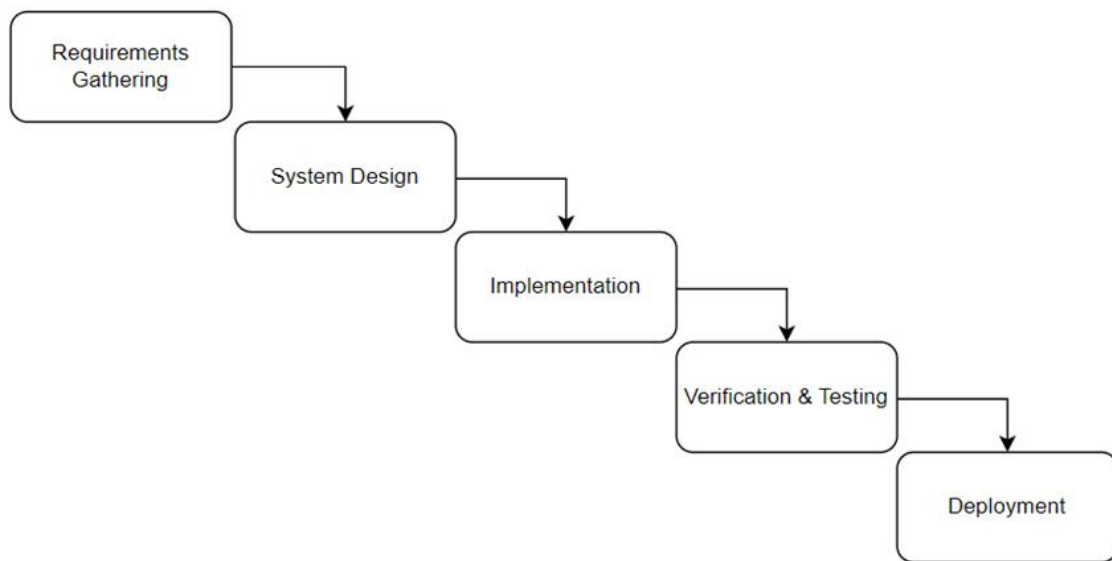 Requirements
Gathering
System Design
Implementation
Verification & Testing
Deployment